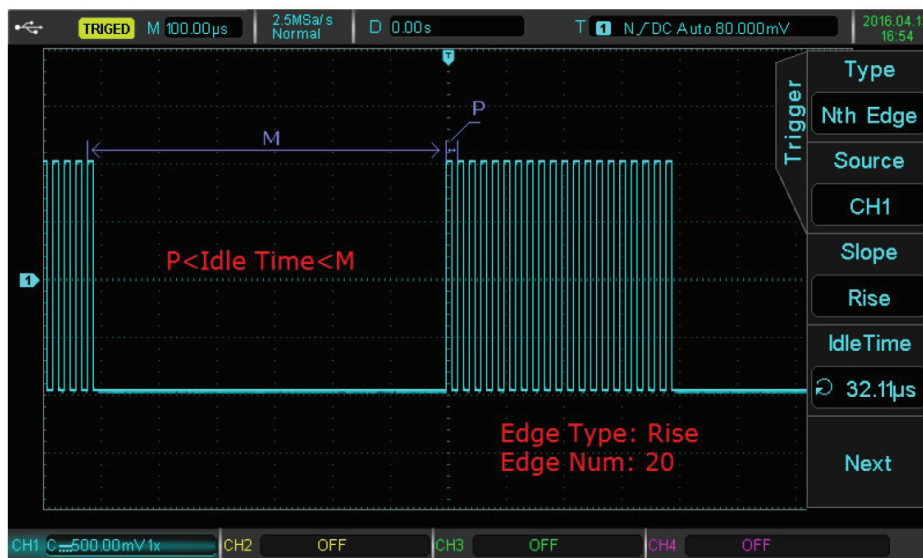 TRIGED M 100.00μs 2.5MSa/s D 0.00s T 1 N DC Auto 80.000mV
Normal
16:54
Type
Trigger
Nth Edge
P
M
Source
CH1
Slope
P<Idle Time<M
1
Rise
IdleTime
32.11μs
Edge Type: Rise
Edge Num: 20
Next
CH1 500.00mV 1x CH2 OFF CH3 OFF CH4 OFF